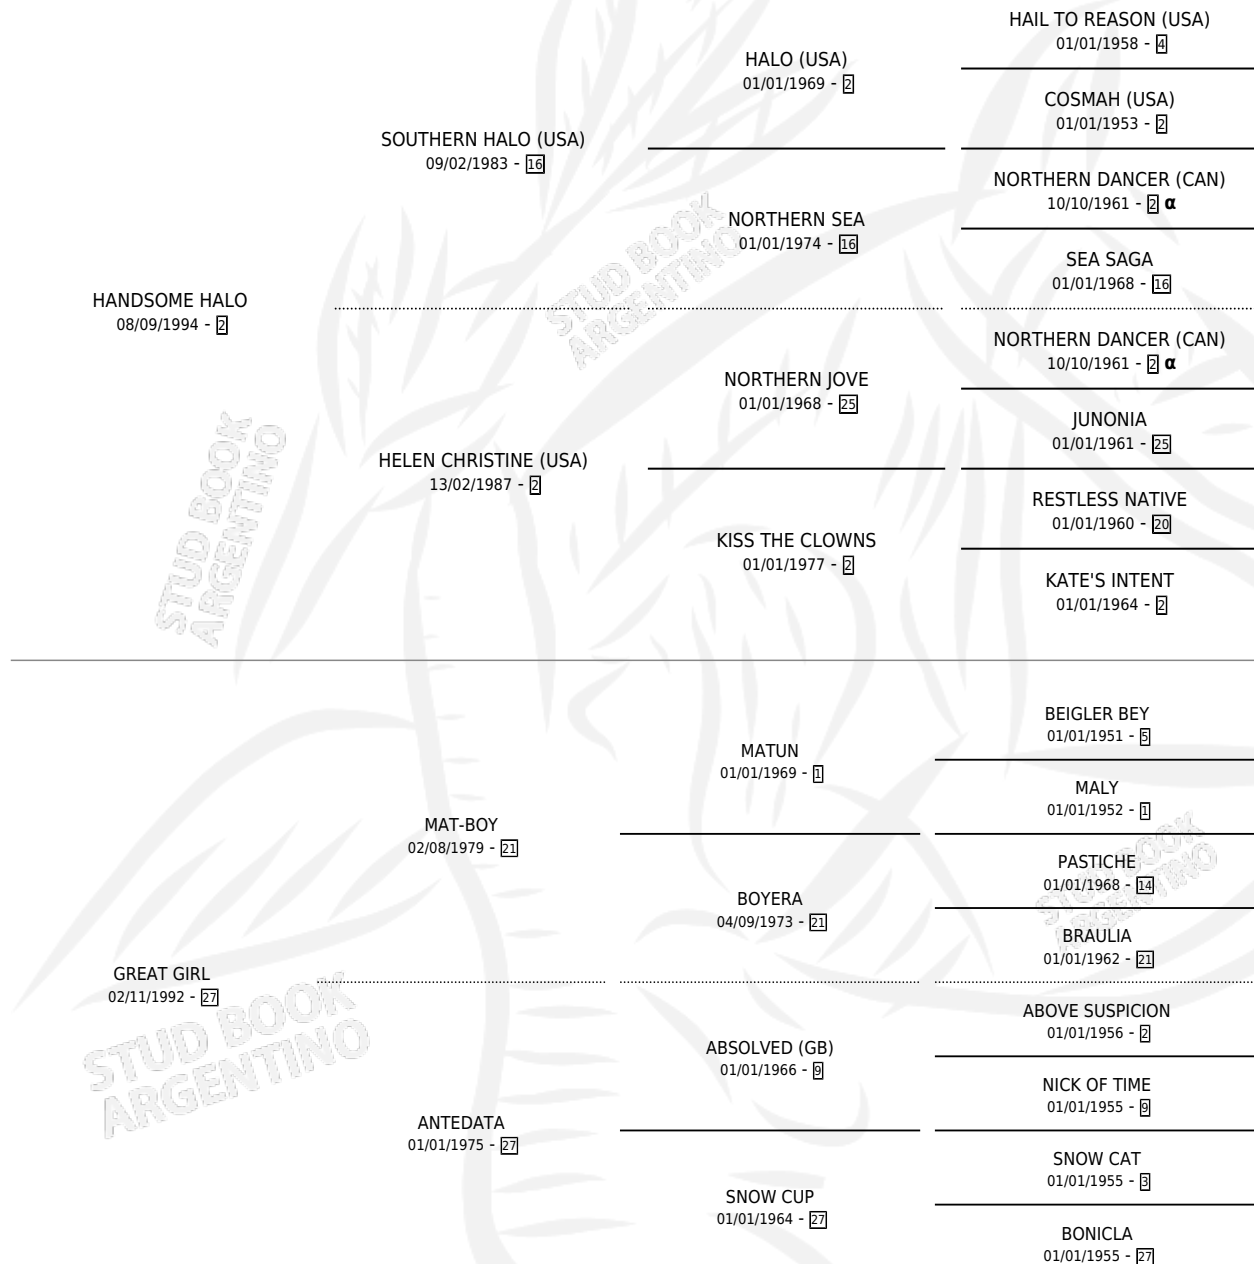 HAIL TO REASON (USA)
01/01/1958 - 4
HALO (USA)
01/01/1969 - 2
COSMAH (USA)
01/01/1953 - 2
SOUTHERN HALO (USA)
09/02/1983 - 16
NORTHERN DANCER (CAN)
10/10/1961 - 2 α
NORTHERN SEA
01/01/1974 - 16
SEA SAGA
01/01/1968 - 16
HANDSOME HALO
08/09/1994 - 2
STUD BOOK
ARGENTINO
NORTHERN DANCER (CAN)
10/10/1961 - 2 α
NORTHERN JOVE
01/01/1968 - 25
JUNONIA
01/01/1961 - 25
HELEN CHRISTINE (USA)
13/02/1987 - 2
RESTLESS NATIVE
01/01/1960 - 20
KISS THE CLOWNS
01/01/1977 - 2
KATE'S INTENT
01/01/1964 - 2
STUD BOOK
ARGENTINO
BEIGLER BEY
01/01/1951 - 5
MATUN
01/01/1969 - 1
MALY
01/01/1952 - 1
MAT-BOY
02/08/1979 - 21
PASTICHE
01/01/1968 - 14
BOYERA
04/09/1973 - 21
BRAULIA
01/01/1962 - 21
STUD BOOK
ARGENTINO
GREAT GIRL
02/11/1992 - 27
ABOVE SUSPICION
01/01/1956 - 2
ABSOLVED (GB)
01/01/1966 - 9
NICK OF TIME
01/01/1955 - 9
STUD BOOK
ARGENTINO
ANTEDATA
01/01/1975 - 27
SNOW CAT
01/01/1955 - 3
SNOW CUP
01/01/1964 - 27
BONICLA
01/01/1955 - 27